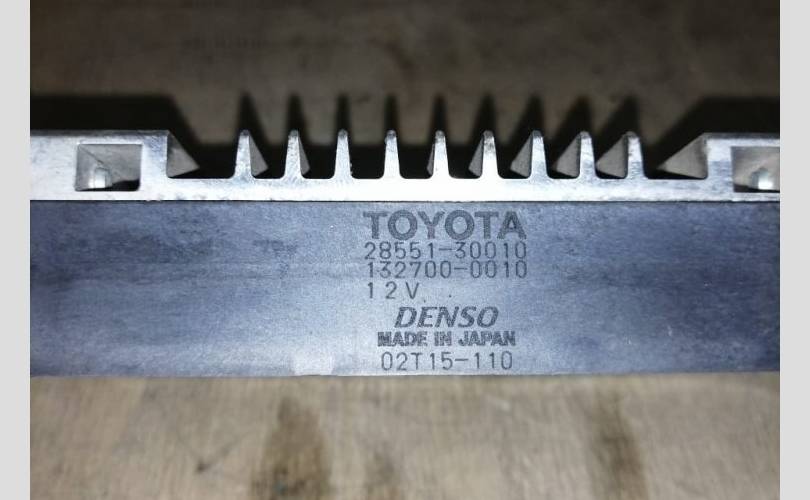 TOYOTA
28551-30010
132700-0010
12V
DENSO
MADE IN JAPAN
02T15-110